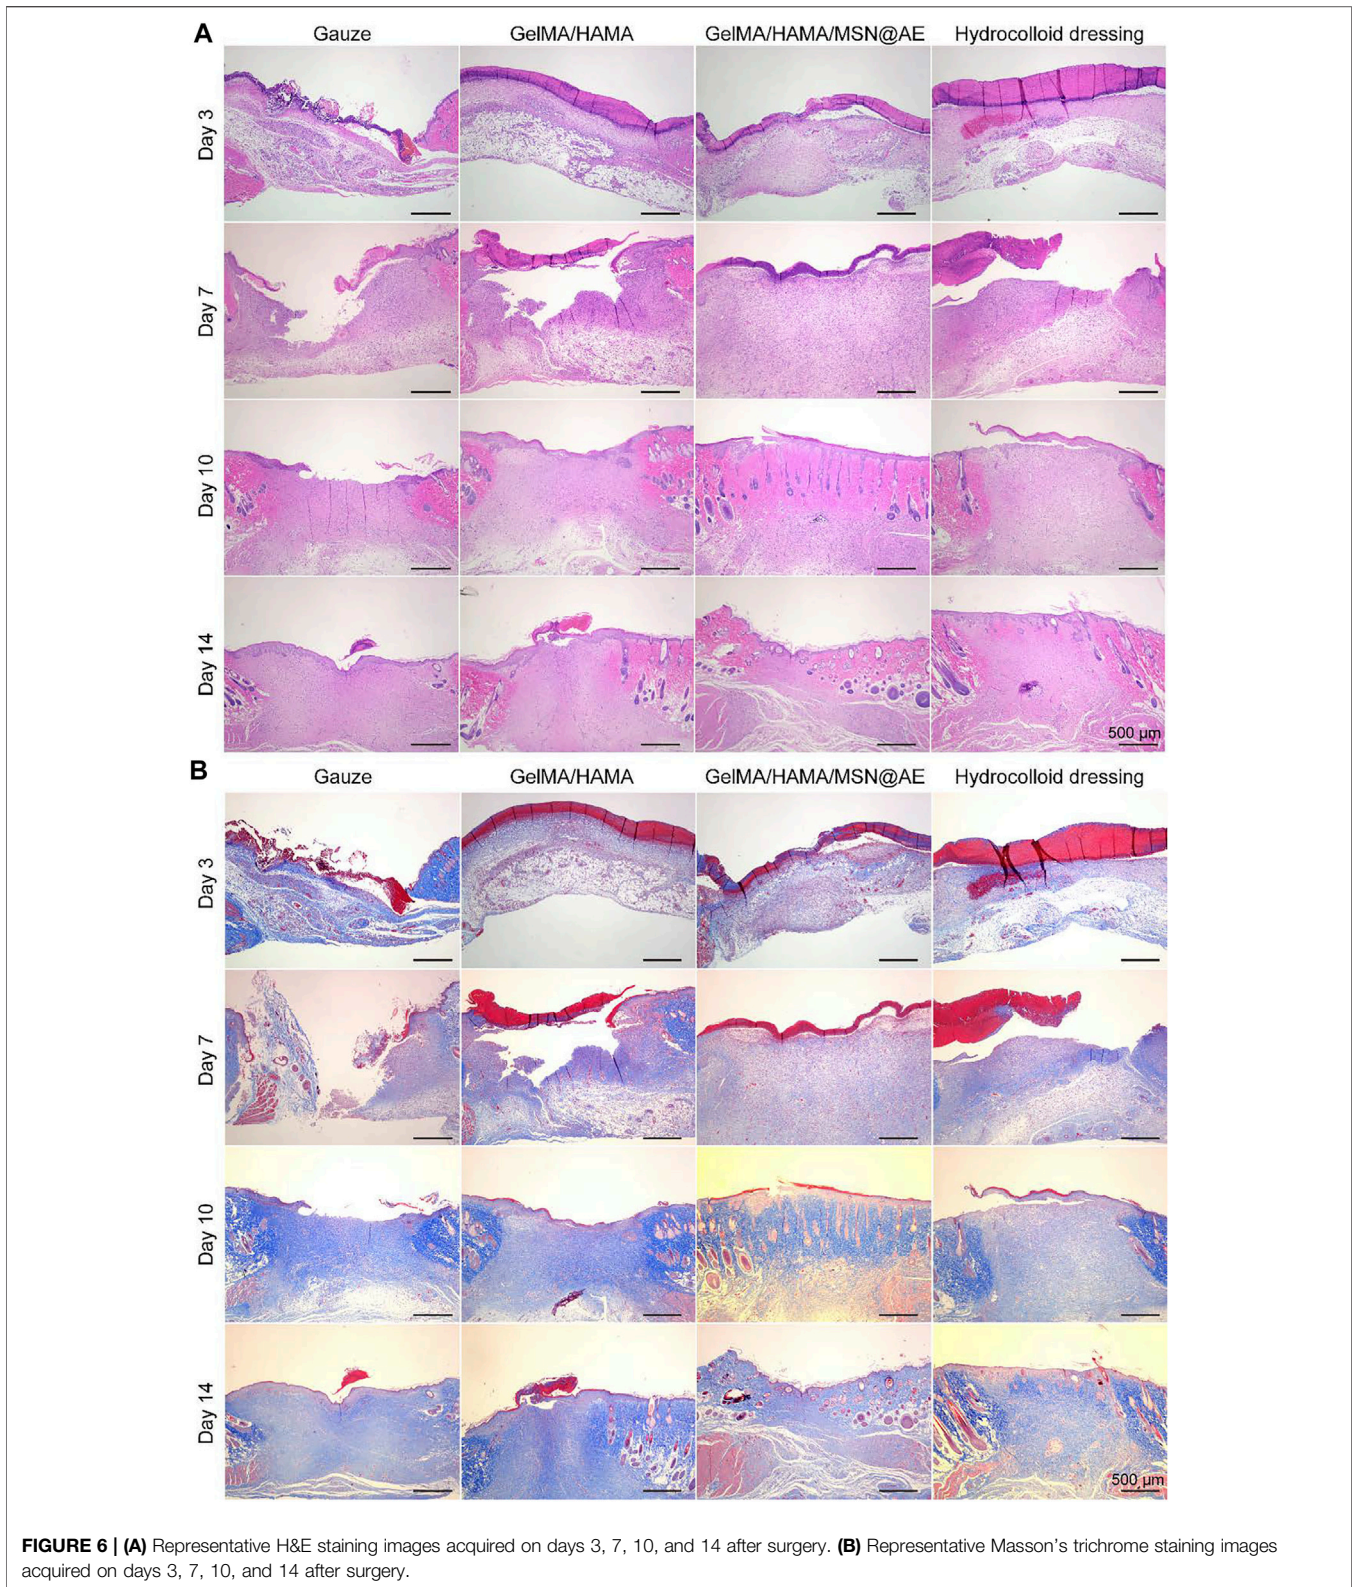 A
Gauze GelMA/HAMA GelMA/HAMA/MSN@AE Hydrocolloid dressing
Day 3
Day 7
Day 10
Day 14
500 μm
B
Gauze GelMA/HAMA GelMA/HAMA/MSN@AE Hydrocolloid dressing
Day 3
Day 7
Day 10
Day 14
500 μm
FIGURE 6 | (A) Representative H&E staining images acquired on days 3, 7, 10, and 14 after surgery. (B) Representative Masson's trichrome staining images
acquired on days 3, 7, 10, and 14 after surgery.